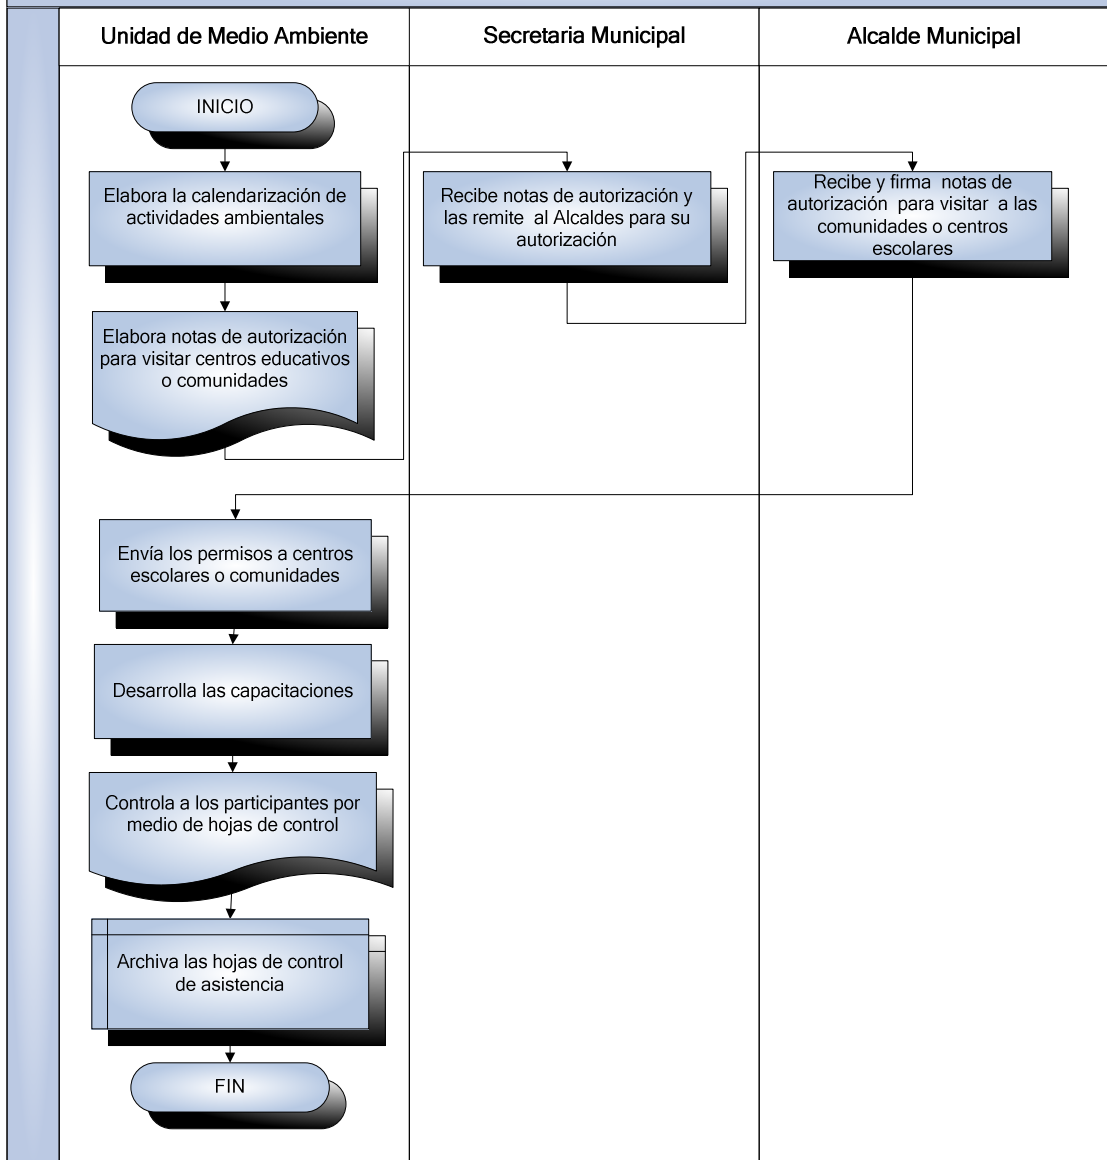 Unidad de Medio Ambiente
Secretaria Municipal
Alcalde Municipal
INICIO
Elabora la calendarización de
actividades ambientales
Recibe notas de autorización y
las remite al Alcaldes para su
autorización
Recibe y firma notas de
autorización para visitar a las
comunidades o centros
escolares
Elabora notas de autorización
para visitar centros educativos
o comunidades
Envía los permisos a centros
escolares o comunidades
Desarrolla las capacitaciones
Controla a los participantes por
medio de hojas de control
Archiva las hojas de control
de asistencia
FIN